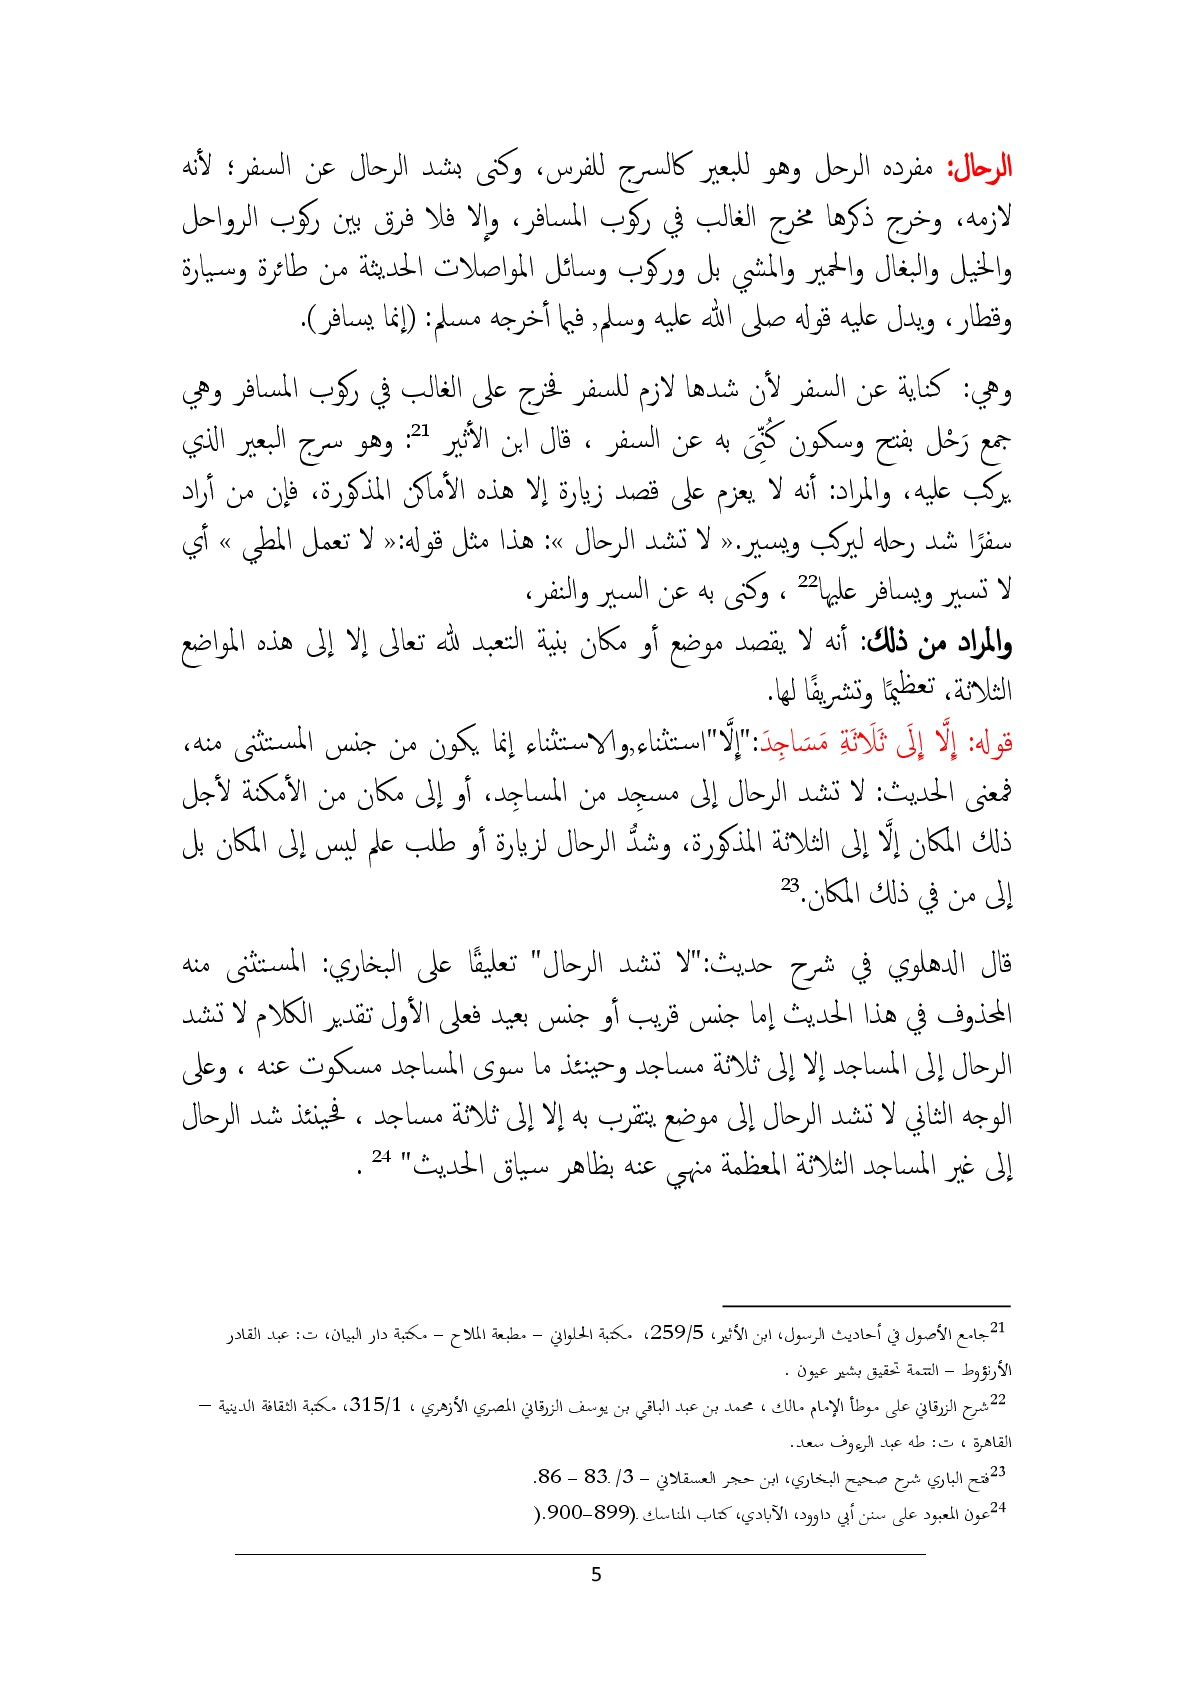 الرحال: مفرده الرحل وهو للبعير كالسرج للفرس، وكنى بشد الرحال عن السفر؛ لأنه
لازمه، وخرج ذكرها مخرج الغالب في ركوب المسافر، وإلا فلا فرق بين ركوب الرواحل
والخيل والبغال والحمير والمشي بل وركوب وسائل المواصلات الحديثة من طائرة وسيارة
وقطار، ويدل عليه قوله صلى الله عليه وسلم, فيما أخرجه مسلم: (إنما يسافر).
وهي: كناية عن السفر لأن شدها لازم للسفر فخرج على الغالب في ركوب المسافر وهي
جمع رَحْل بفتح وسكون كُنِّىَ به عن السفر ، قال ابن الأثير 21: وهو سرج البعير الذي
يركب عليه، والمراد: أنه لا يعزم على قصد زيارة إلا هذه الأماكن المذكورة، فإن من أراد
سفرًا شد رحله ليركب ويسير.« لا تشد الرحال »: هذا مثل قوله:« لا تعمل المطي » أي
لا تسير ويسافر عليها22 ، وكنى به عن السير والنفر،
والمراد من ذلك: أنه لا يقصد موضع أو مكان بنية التعبد لله تعالى إلا إلى هذه المواضع
الثلاثة، تعظيمًا وتشريفًا لها.
قوله: إِلَّا إِلَى ثَلَاثَةِ مَسَاجِدَ:"إِلَّا"استثناء,والاستثناء إنما يكون من جنس المستثنى منه،
فمعنى الحديث: لا تشد الرحال إلى مسجِد من المساجِد، أو إلى مكان من الأمكنة لأجل
ذلك المكان إلَّا إلى الثلاثة المذكورة، وشدُّ الرحال لزيارة أو طلب علم ليس إلى المكان بل
إلى من في ذلك المكان.23
قال الدهلوي في شرح حديث:"لا تشد الرحال" تعليقًا على البخاري: المستثنى منه
المحذوف في هذا الحديث إما جنس قريب أو جنس بعيد فعلى الأول تقدير الكلام لا تشد
الرحال إلى المساجد إلا إلى ثلاثة مساجد وحينئذ ما سوى المساجد مسكوت عنه ، وعلى
الوجه الثاني لا تشد الرحال إلى موضع يتقرب به إلا إلى ثلاثة مساجد ، فحينئذ شد الرحال
إلى غير المساجد الثلاثة المعظمة منهي عنه بظاهر سياق الحديث" 24 .
21جامع الأصول في أحاديث الرسول، ابن الأثير، 259/5، مكتبة الحلواني – مطبعة الملاح – مكتبة دار البيان، ت: عبد القادر
الأرنؤوط – التتمة تحقيق بشير عيون .
22شرح الزرقاني على موطأ الإمام مالك ، محمد بن عبد الباقي بن يوسف الزرقاني المصري الأزهري ، 315/1، مكتبة الثقافة الدينية –
القاهرة ، ت: طه عبد الرءوف سعد.
23فتح الباري شرح صحيح البخاري، ابن حجر العسقلاني – 3/ .83 – 86.
24عون المعبود على سنن أبي داوود، الآبادي، كتاب المناسك .(899–900.(
5